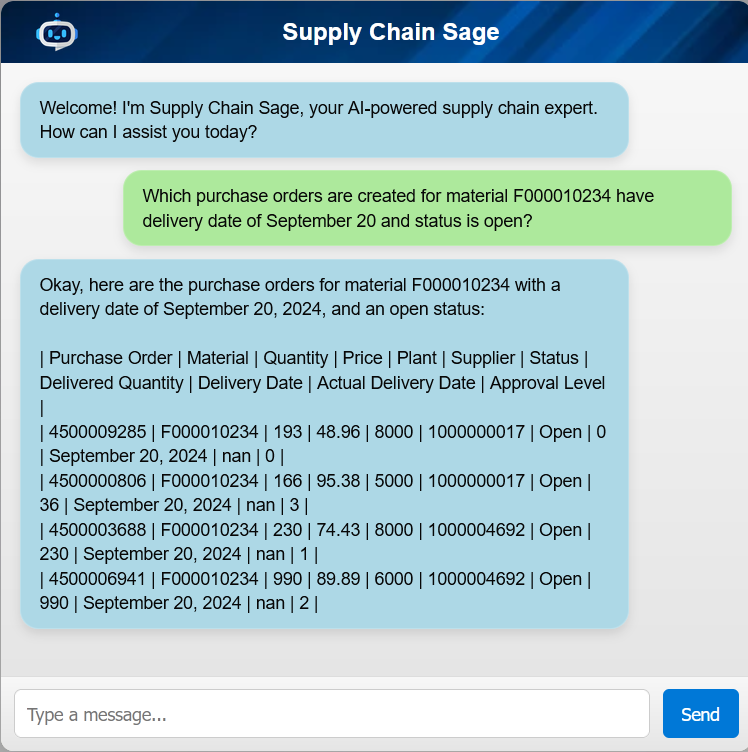 Supply Chain Sage
Welcome! I'm Supply Chain Sage, your AI-powered supply chain expert.
How can I assist you today?
Which purchase orders are created for material F000010234 have
delivery date of September 20 and status is open?
Okay, here are the purchase orders for material F000010234 with a
delivery date of September 20, 2024, and an open status:
| Purchase Order | Material | Quantity | Price | Plant | Supplier | Status |
Delivered Quantity | Delivery Date | Actual Delivery Date | Approval Level
|
| 4500009285 | F000010234 | 193 | 48.96 | 8000 | 1000000017 | Open | 0
| September 20, 2024 | nan | 0 |
| 4500000806 | F000010234 | 166 | 95.38 | 5000 | 1000000017 | Open |
36 | September 20, 2024 | nan | 3 |
| 4500003688 | F000010234 | 230 | 74.43 | 8000 | 1000004692 | Open |
230 | September 20, 2024 | nan | 1 |
| 4500006941 | F000010234 | 990 | 89.89 | 6000 | 1000004692 | Open |
990 | September 20, 2024 | nan | 2 |
Type a message...
Send